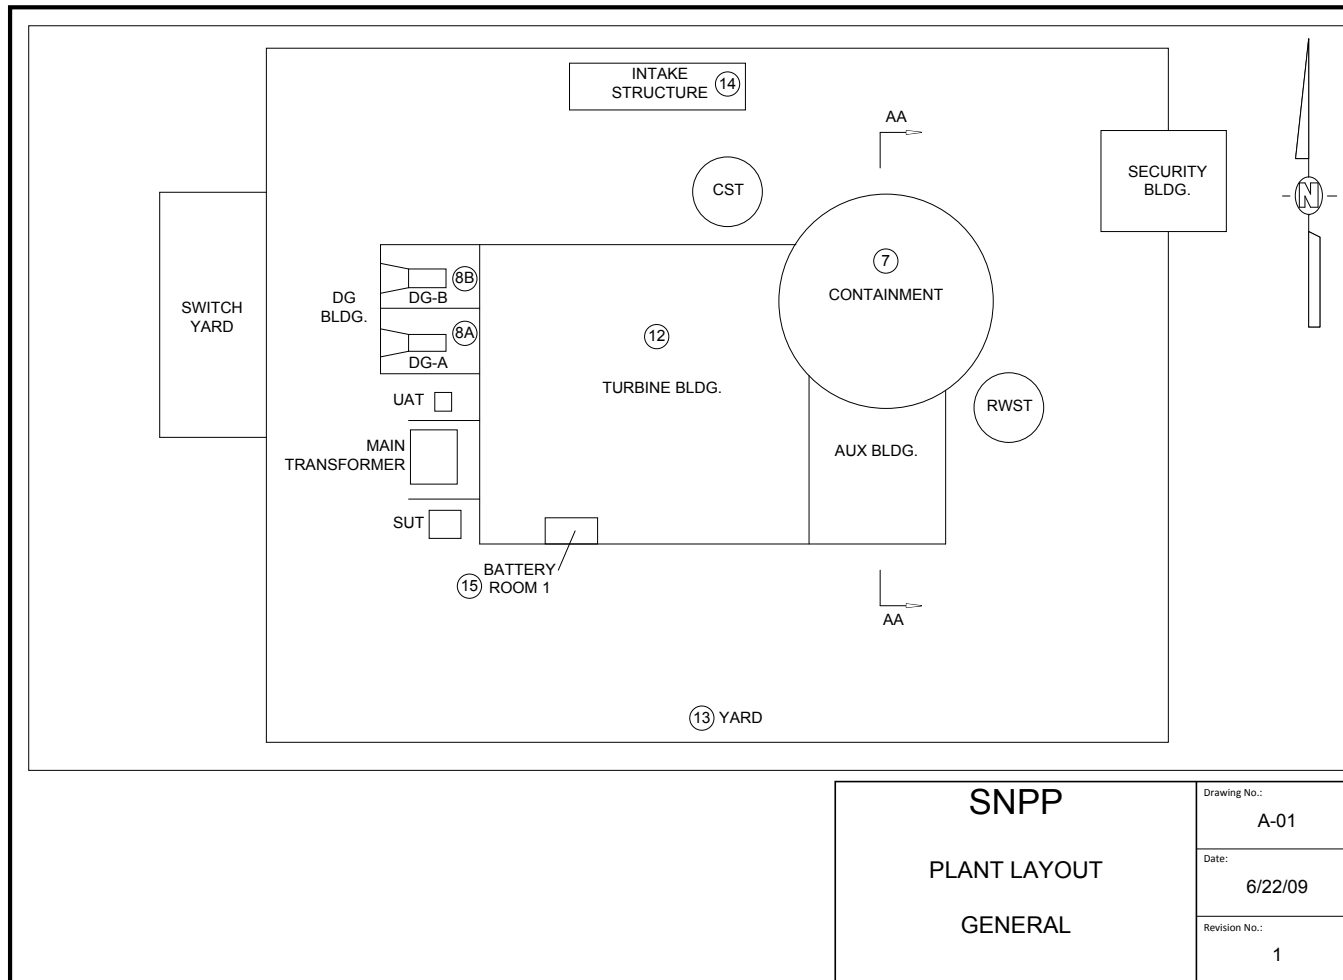 INTAKE
STRUCTURE 14
AA
CST
SECURITY
BLDG.
N
7
CONTAINMENT
SWITCH
YARD
DG
BLDG.
8B
DG-B
8A
DG-A
12
TURBINE BLDG.
UAT
RWST
MAIN
TRANSFORMER
AUX BLDG.
SUT
15 BATTERY
ROOM 1
AA
13 YARD
SNPP
PLANT LAYOUT
GENERAL
Drawing No.:
A-01
Date:
6/22/09
Revision No.:
1